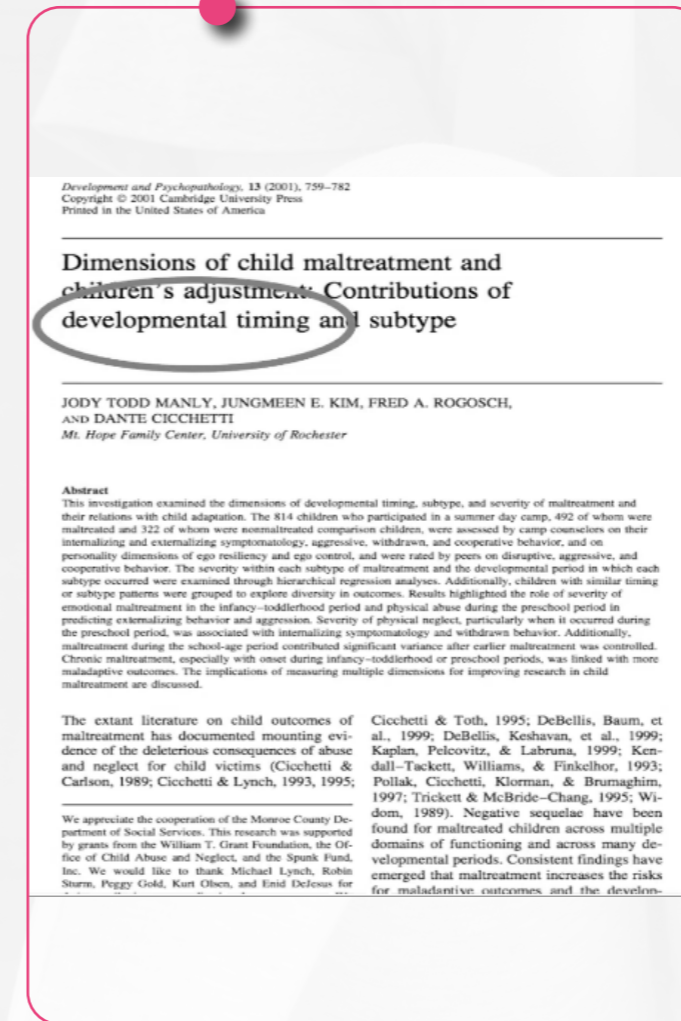 Development and Psychopathology, 13 (2001), 759–782
Copyright © 2001 Cambridge University Press
Printed in the United States of America
Dimensions of child maltreatment and
children's adjustment: Contributions of
developmental timing and subtype
JODY TODD MANLY, JUNGMEEN E. KIM, FRED A. ROGOSCH,
AND DANTE CICCHETTI
Mt. Hope Family Center, University of Rochester
Abstract
This investigation examined the dimensions of developmental timing, subtype, and severity of maltreatment and
their relations with child adaptation. The 814 children who participated in a summer day camp, 492 of whom were
maltreated and 322 of whom were nonmaltreated comparison children, were assessed by camp counselors on their
internalizing and externalizing symptomatology, aggressive, withdrawn, and cooperative behavior, and on
personality dimensions of ego resiliency and ego control, and were rated by peers on disruptive, aggressive, and
cooperative behavior. The severity within each subtype of maltreatment and the developmental period in which each
subtype occurred were examined through hierarchical regression analyses. Additionally, children with similar timing
or subtype patterns were grouped to explore diversity in outcomes. Results highlighted the role of severity of
emotional maltreatment in the infancy–toddlerhood period and physical abuse during the preschool period in
predicting externalizing behavior and aggression. Severity of physical neglect, particularly when it occurred during
the preschool period, was associated with internalizing symptomatology and withdrawn behavior. Additionally,
maltreatment during the school-age period contributed significant variance after earlier maltreatment was controlled.
Chronic maltreatment, especially with onset during infancy–toddlerhood or preschool periods, was linked with more
maladaptive outcomes. The implications of measuring multiple dimensions for improving research in child
maltreatment are discussed.
The extant literature on child outcomes of
maltreatment has documented mounting evi-
dence of the deleterious consequences of abuse
and neglect for child victims (Cicchetti &
Carlson, 1989; Cicchetti & Lynch, 1993, 1995;
We appreciate the cooperation of the Monroe County De-
partment of Social Services. This research was supported
by grants from the William T. Grant Foundation, the Of-
fice of Child Abuse and Neglect, and the Spunk Fund,
Inc. We would like to thank Michael Lynch, Robin
Sturm, Peggy Gold, Kurt Olsen, and Enid DeJesus for
Cicchetti & Toth, 1995; DeBellis, Baum, et
al., 1999; DeBellis, Keshavan, et al., 1999;
Kaplan, Pelcovitz, & Labruna, 1999; Ken-
dall–Tackett, Williams, & Finkelhor, 1993;
Pollak, Cicchetti, Klorman, & Brumaghim,
1997; Trickett & McBride–Chang, 1995; Wi-
dom, 1989). Negative sequelae have been
found for maltreated children across multiple
domains of functioning and across many de-
velopmental periods. Consistent findings have
emerged that maltreatment increases the risks
for maladaptive outcomes and the develop-